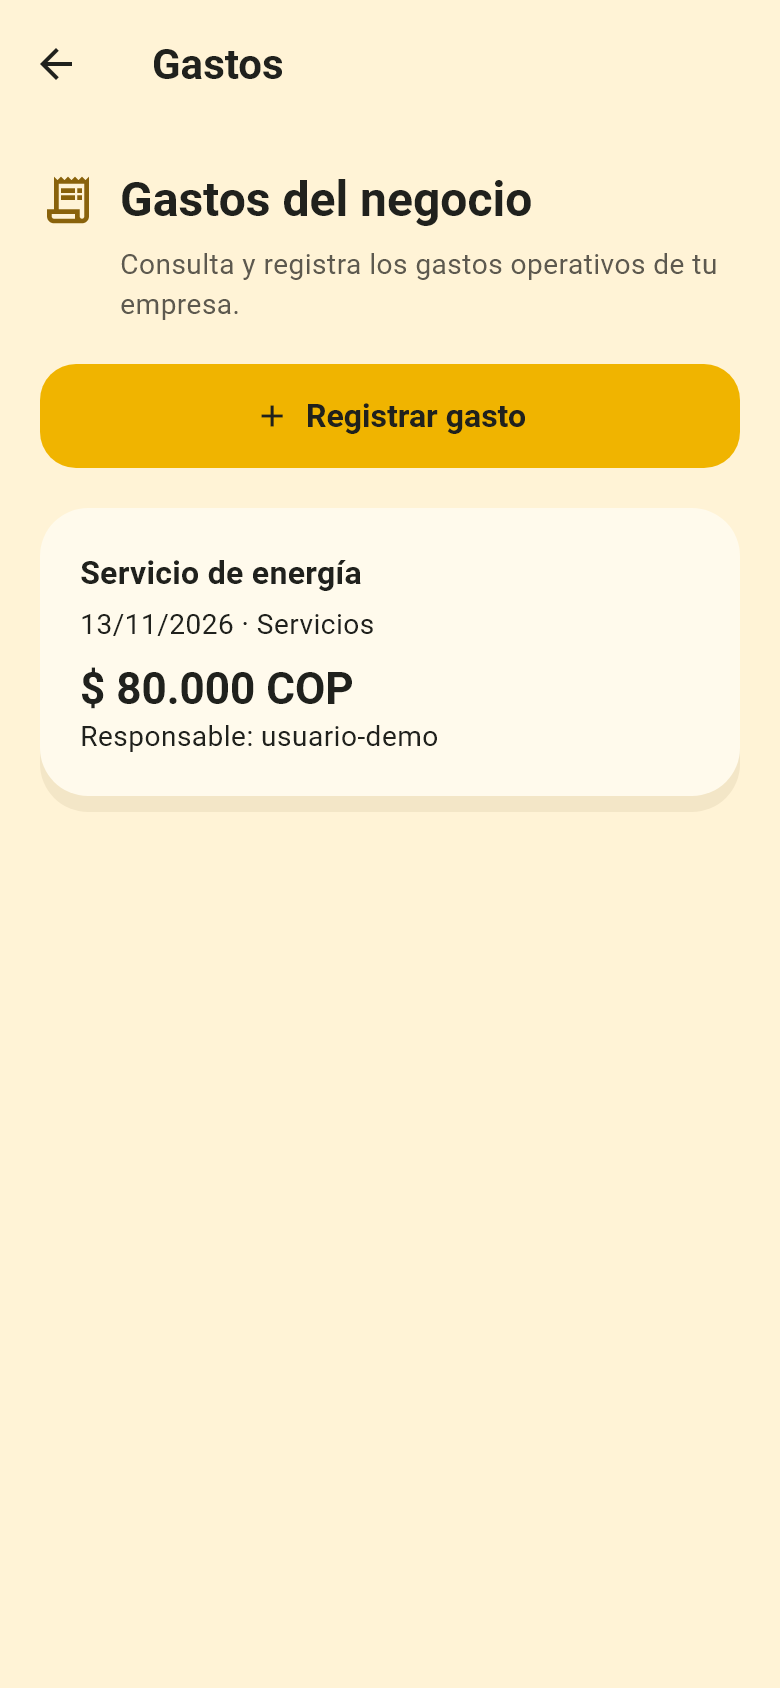 Gastos
Gastos del negocio
Consulta y registra los gastos operativos de tu
empresa.
+ Registrar gasto
Servicio de energía
13/11/2026 · Servicios
$ 80.000 COP
Responsable: usuario-demo